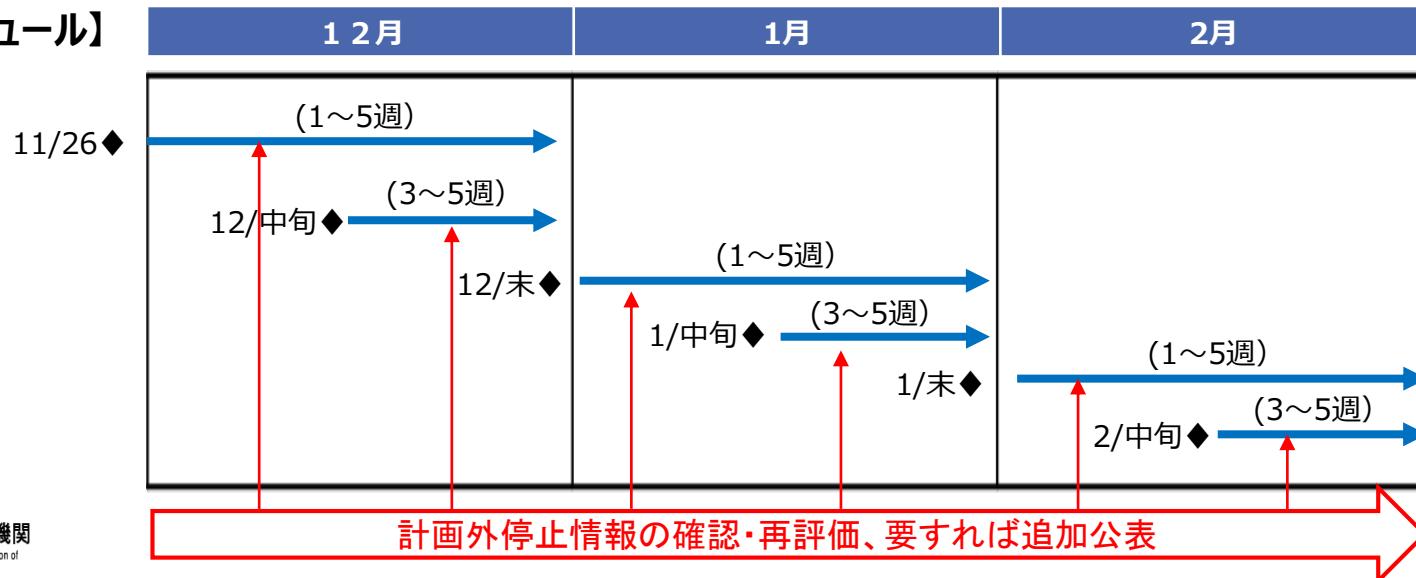 ュール】
１２月
1月
2月
11/26◆
(1～5週)
12/中旬◆
(3～5週)
12/末◆
(1～5週)
1/中旬◆
(3～5週)
1/末◆
(1～5週)
2/中旬◆
(3～5週)
計画外停止情報の確認・再評価、要すれば追加公表
機関
on of